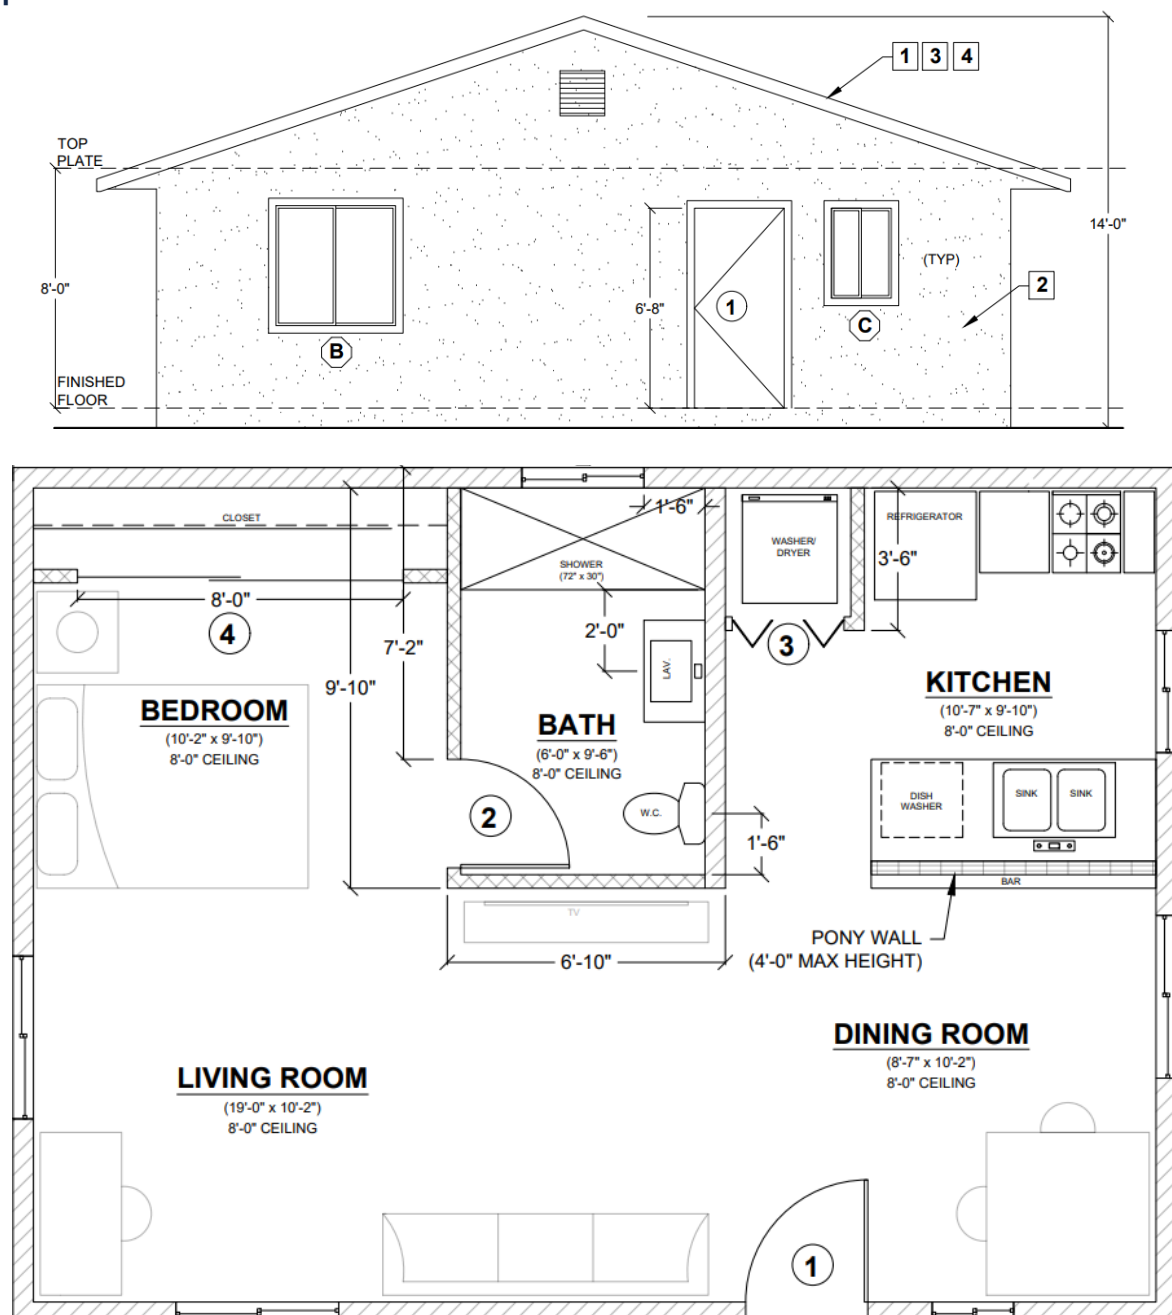 1 3 4
TOP
PLATE
14'-0"
(TYP)
8'-0"
2
6'-8"
1
C
B
FINISHED
FLOOR
CLOSET
1'-6"
REFRIGERATOR
WASHER/
DRYER
3'-6"
SHOWER
(72" x 30")
8'-0"
4
2'-0"
3
7'-2"
LAV.
9'-10"
KITCHEN
(10'-7" x 9'-10")
8'-0" CEILING
BEDROOM
(10'-2" x 9'-10")
8'-0" CEILING
BATH
(6'-0" x 9'-6")
8'-0" CEILING
DISH
WASHER
SINK
SINK
2
W.C.
1'-6"
BAR
TV
PONY WALL
(4'-0" MAX HEIGHT)
6'-10"
DINING ROOM
(8'-7" x 10'-2")
8'-0" CEILING
LIVING ROOM
(19'-0" x 10'-2")
8'-0" CEILING
1